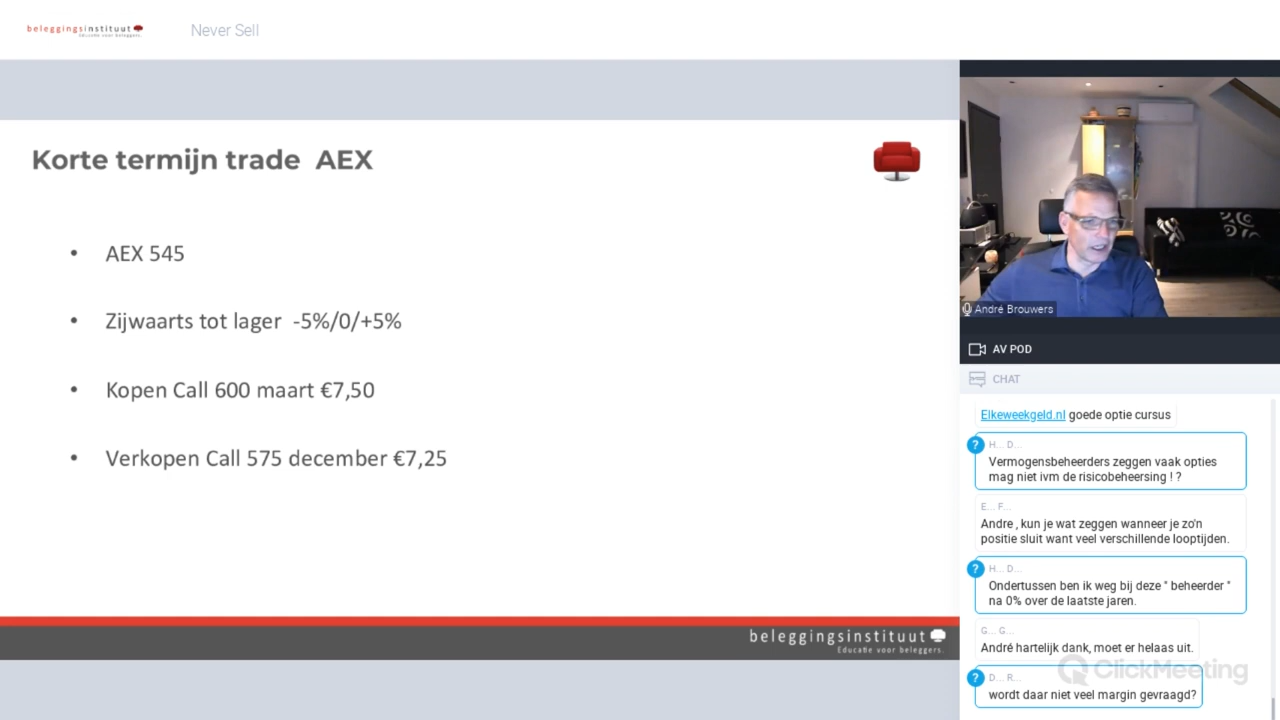 beleggingsinstituut
Educatie voor beleggers.
Never Sell
Korte termijn trade AEX
• AEX 545
• Zijwaarts tot lager -5%/0/+5%
• Kopen Call 600 maart €7,50
• Verkopen Call 575 december €7,25
beleggingsinstituut
Educatie voor beleggers.
André Brouwers
AV POD
CHAT
Elkeweekgeld.nl goede optie cursus
? H... D...
Vermogensbeheerders zeggen vaak opties
mag niet ivm de risicobeheersing ! ?
E... F...
Andre , kun je wat zeggen wanneer je zo'n
positie sluit want veel verschillende looptijden.
? H... D...
Ondertussen ben ik weg bij deze " beheerder "
na 0% over de laatste jaren.
G... G...
André hartelijk dank, moet er helaas uit.
ClickMeeting
? D... R...
wordt daar niet veel margin gevraagd?